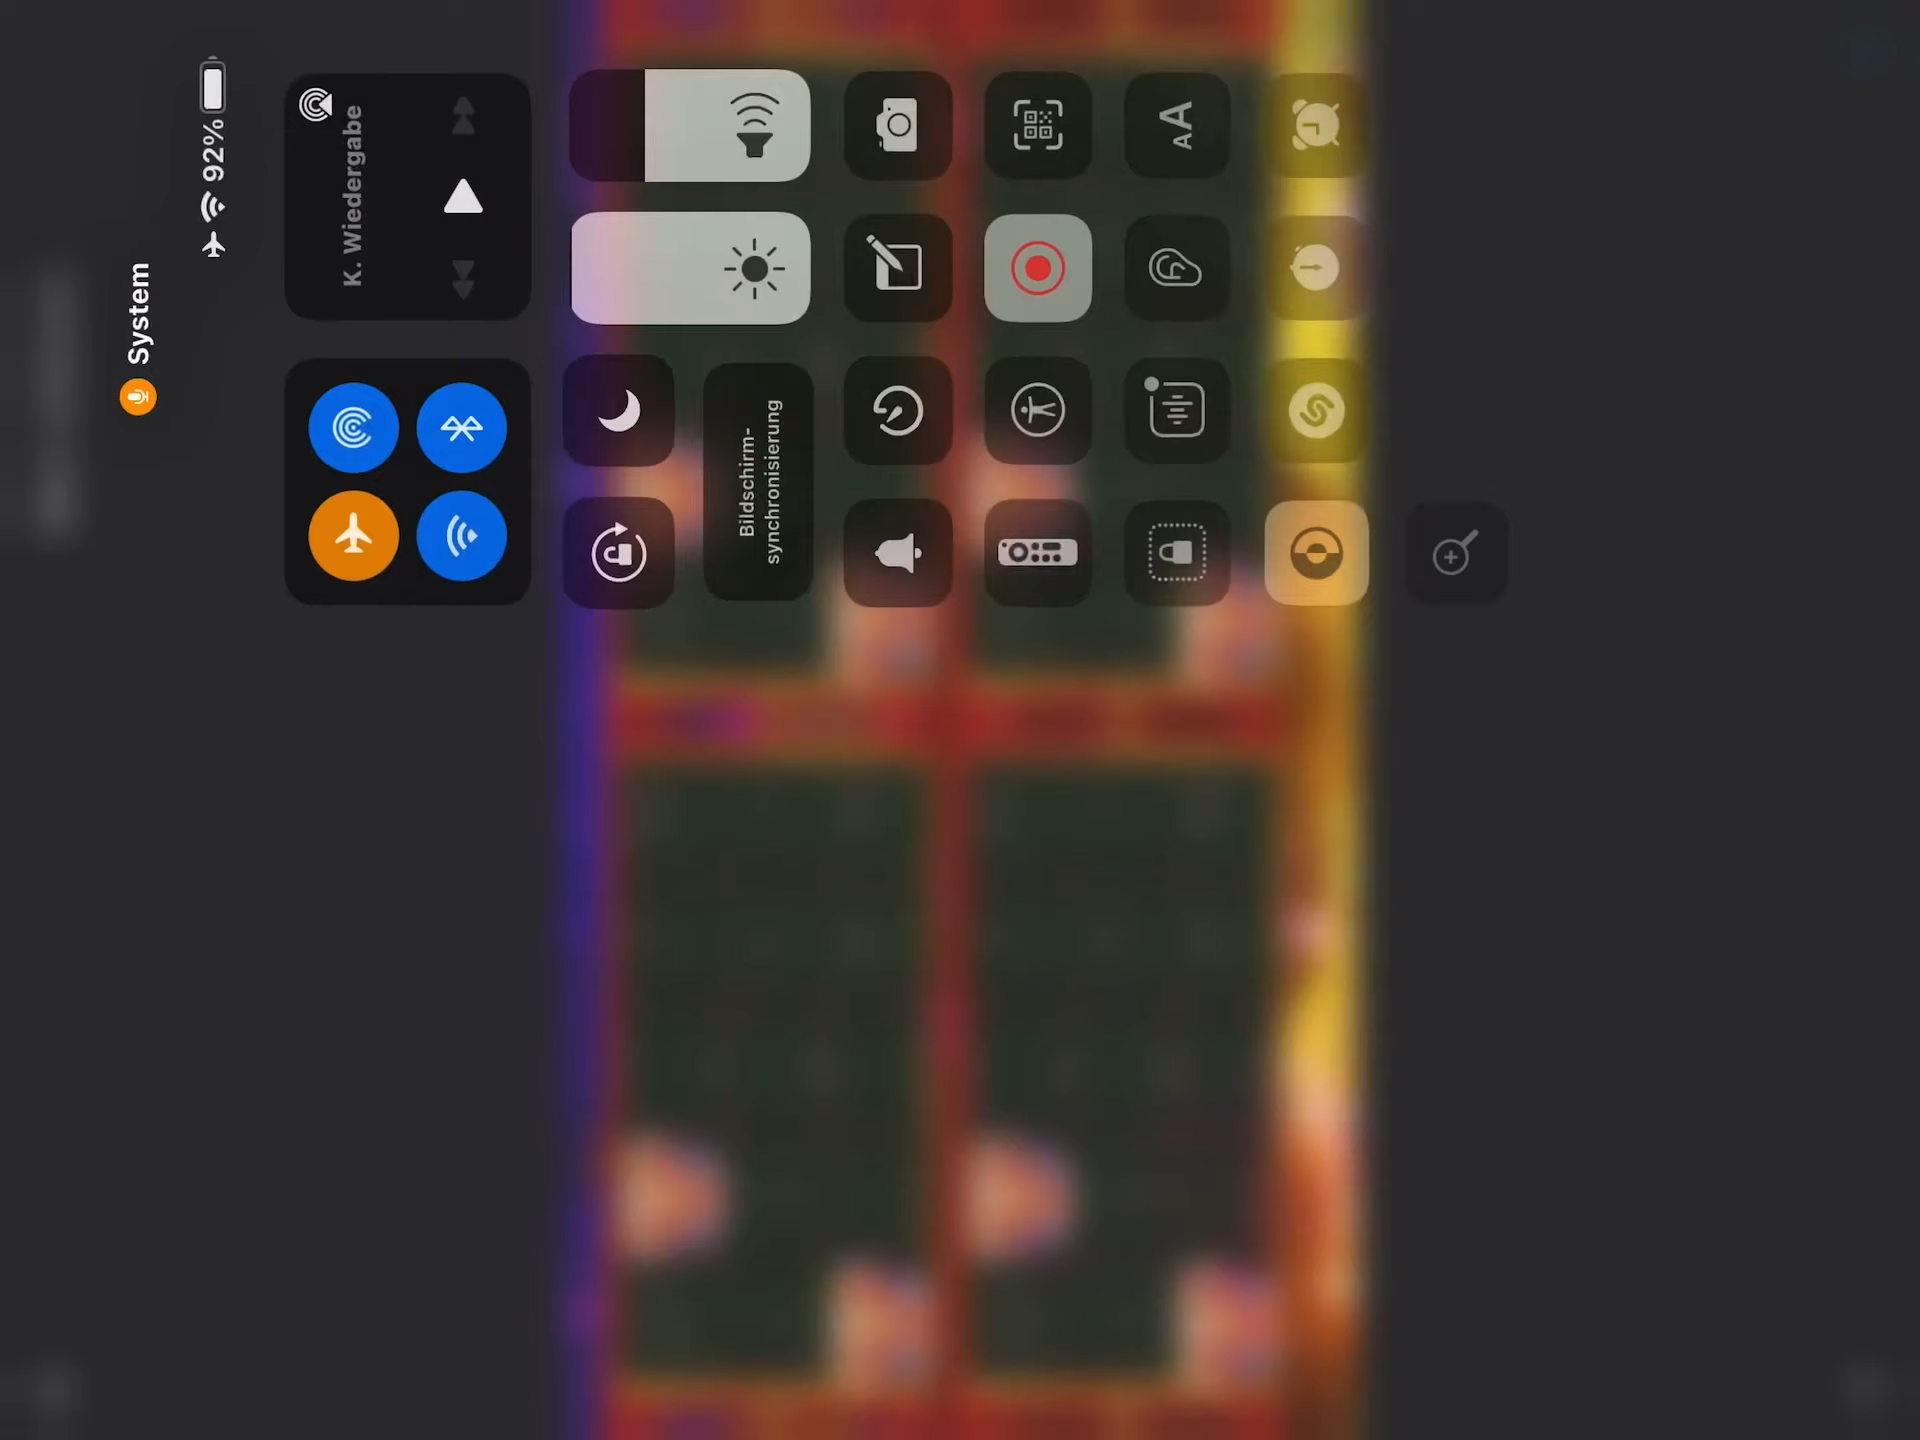 System
92%
K. Wiedergabe
Bildschirm-
synchronisierung
AA